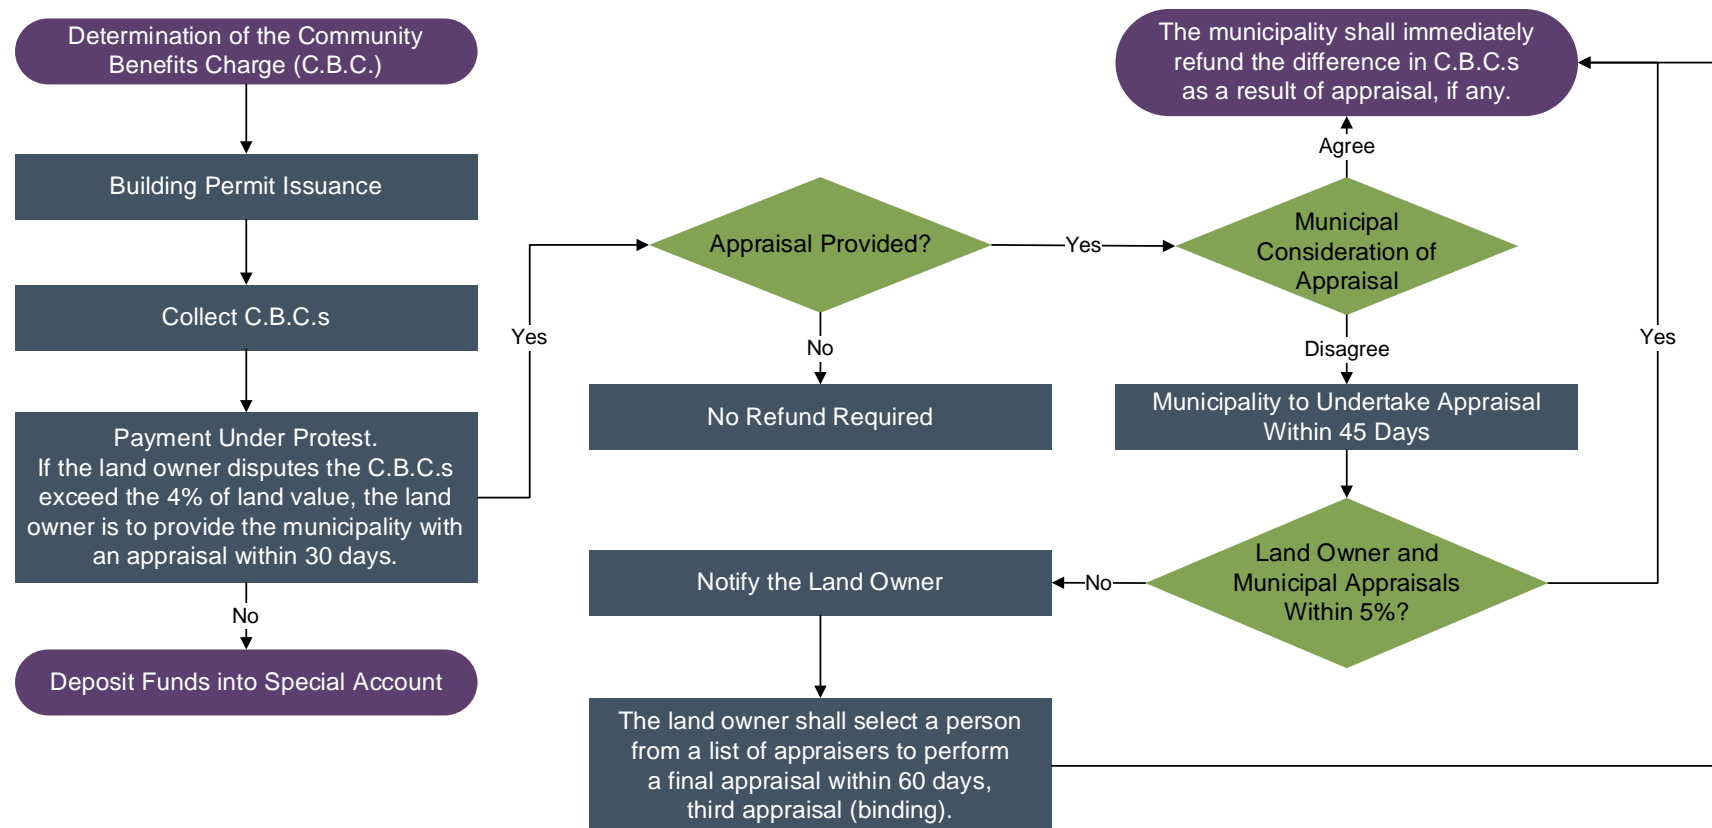 Determination of the Community
Benefits Charge (C.B.C.)
Building Permit Issuance
Collect C.B.C.s
Payment Under Protest.
If the land owner disputes the C.B.C.s
exceed the 4% of land value, the land
owner is to provide the municipality with
an appraisal within 30 days.
No
Deposit Funds into Special Account
Yes
Appraisal Provided?
No
No Refund Required
Yes
Municipal
Consideration of
Appraisal
Agree
The municipality shall immediately
refund the difference in C.B.C.s
as a result of appraisal, if any.
Disagree
Municipality to Undertake Appraisal
Within 45 Days
Land Owner and
Municipal Appraisals
Within 5%?
Yes
No
Notify the Land Owner
The land owner shall select a person
from a list of appraisers to perform
a final appraisal within 60 days,
third appraisal (binding).